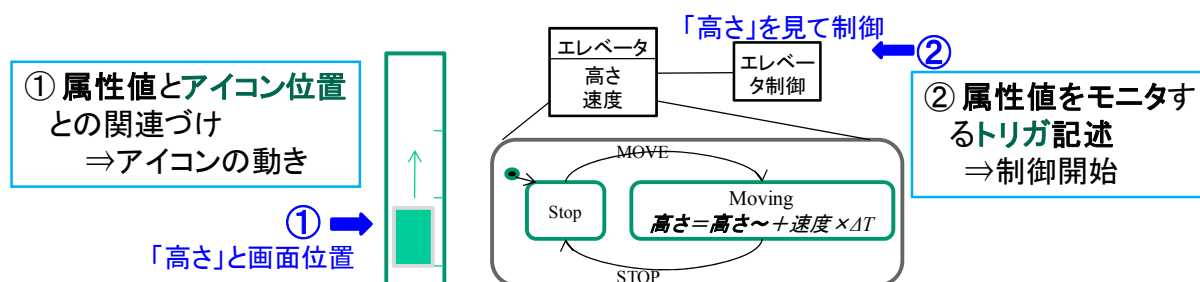 ① 属性値とアイコン位置
との関連づけ
⇒アイコンの動き
①
「高さ」と画面位置
「高さ」を見て制御
②
エレベータ
高さ
速度
エレベー
タ制御
② 属性値をモニタす
るトリガ記述
⇒制御開始
MOVE
Stop
Moving
高さ=高さ~+速度×ΔT
STOP